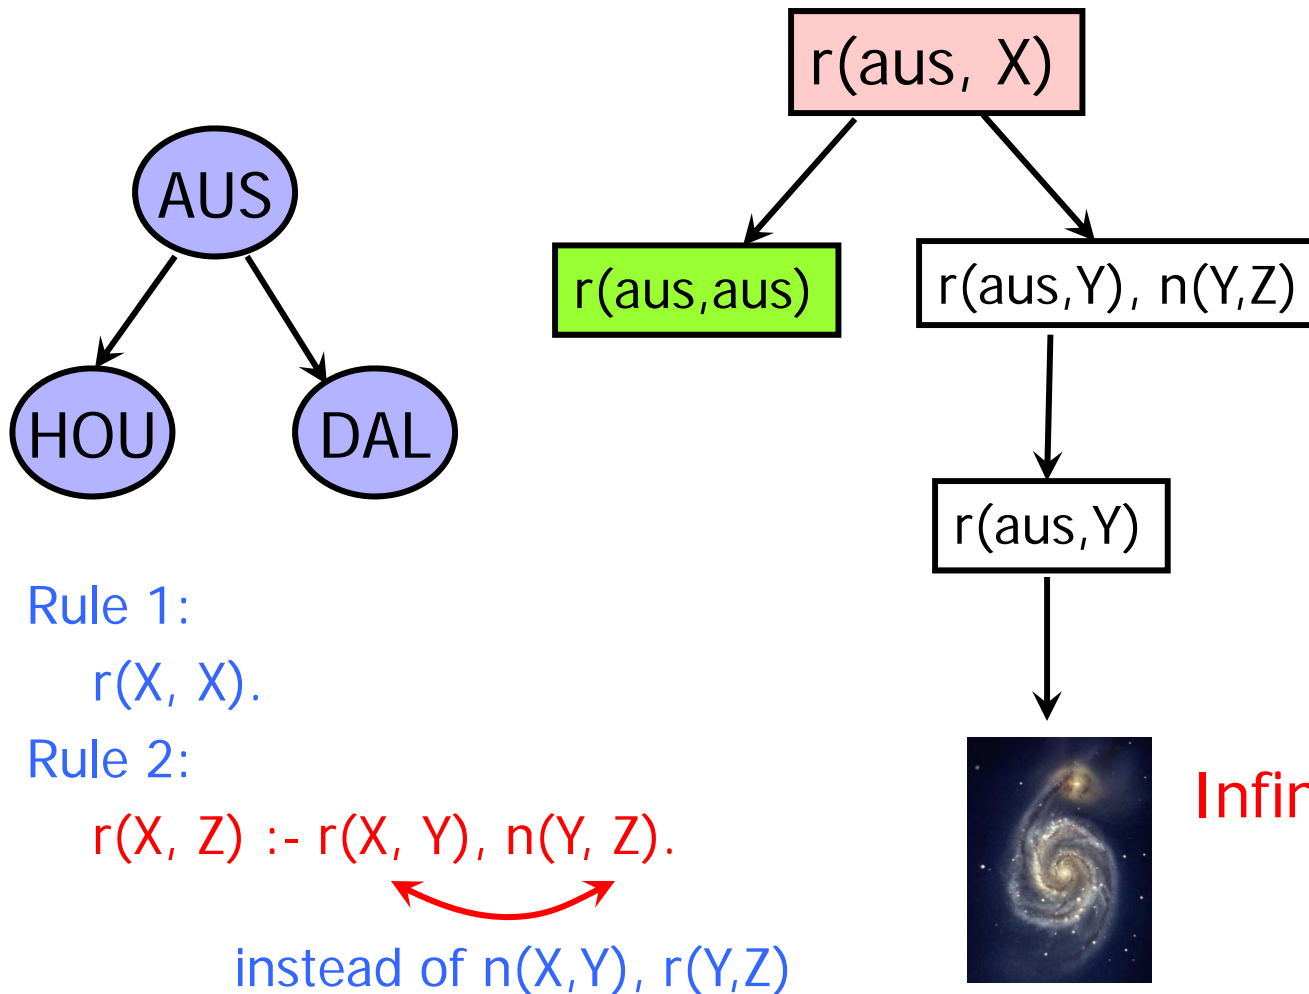 r(aus, X)
AUS
r(aus,aus)
r(aus,Y), n(Y,Z)
HOU
DAL
r(aus,Y)
Rule 1:
r(X, X).
Rule 2:
r(X, Z) :- r(X, Y), n(Y, Z).
instead of n(X,Y), r(Y,Z)